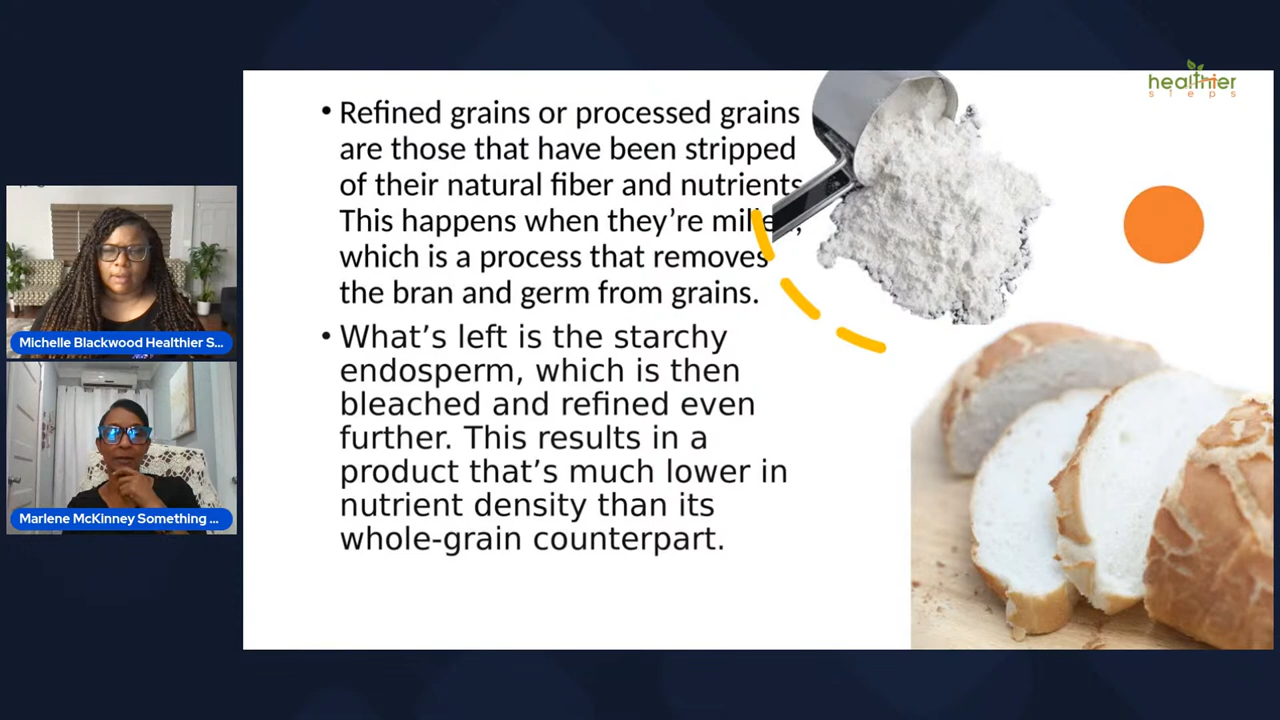 healthier
steps
• Refined grains or processed grains
are those that have been stripped
of their natural fiber and nutrients
This happens when they're milled,
which is a process that removes
the bran and germ from grains.
• What's left is the starchy
endosperm, which is then
bleached and refined even
further. This results in a
product that's much lower in
nutrient density than its
whole-grain counterpart.
Michelle Blackwood Healthier S...
Marlene McKinney Something ...